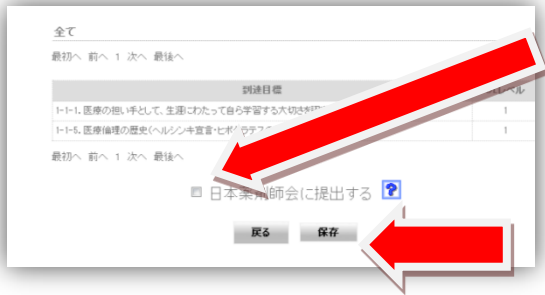 全て
最初へ 前へ 1 次へ 最後へ
到達目標 レベル
1-1-1. 医療の担い手として、生涯にわたって自ら学習する大切さを 1
1-1-5. 医療倫理の歴史(ヘルシンキ宣言・ヒポクラテス 1
最初へ 前へ 1 次へ 最後へ
日本薬剤師会に提出する ?
戻る 保存